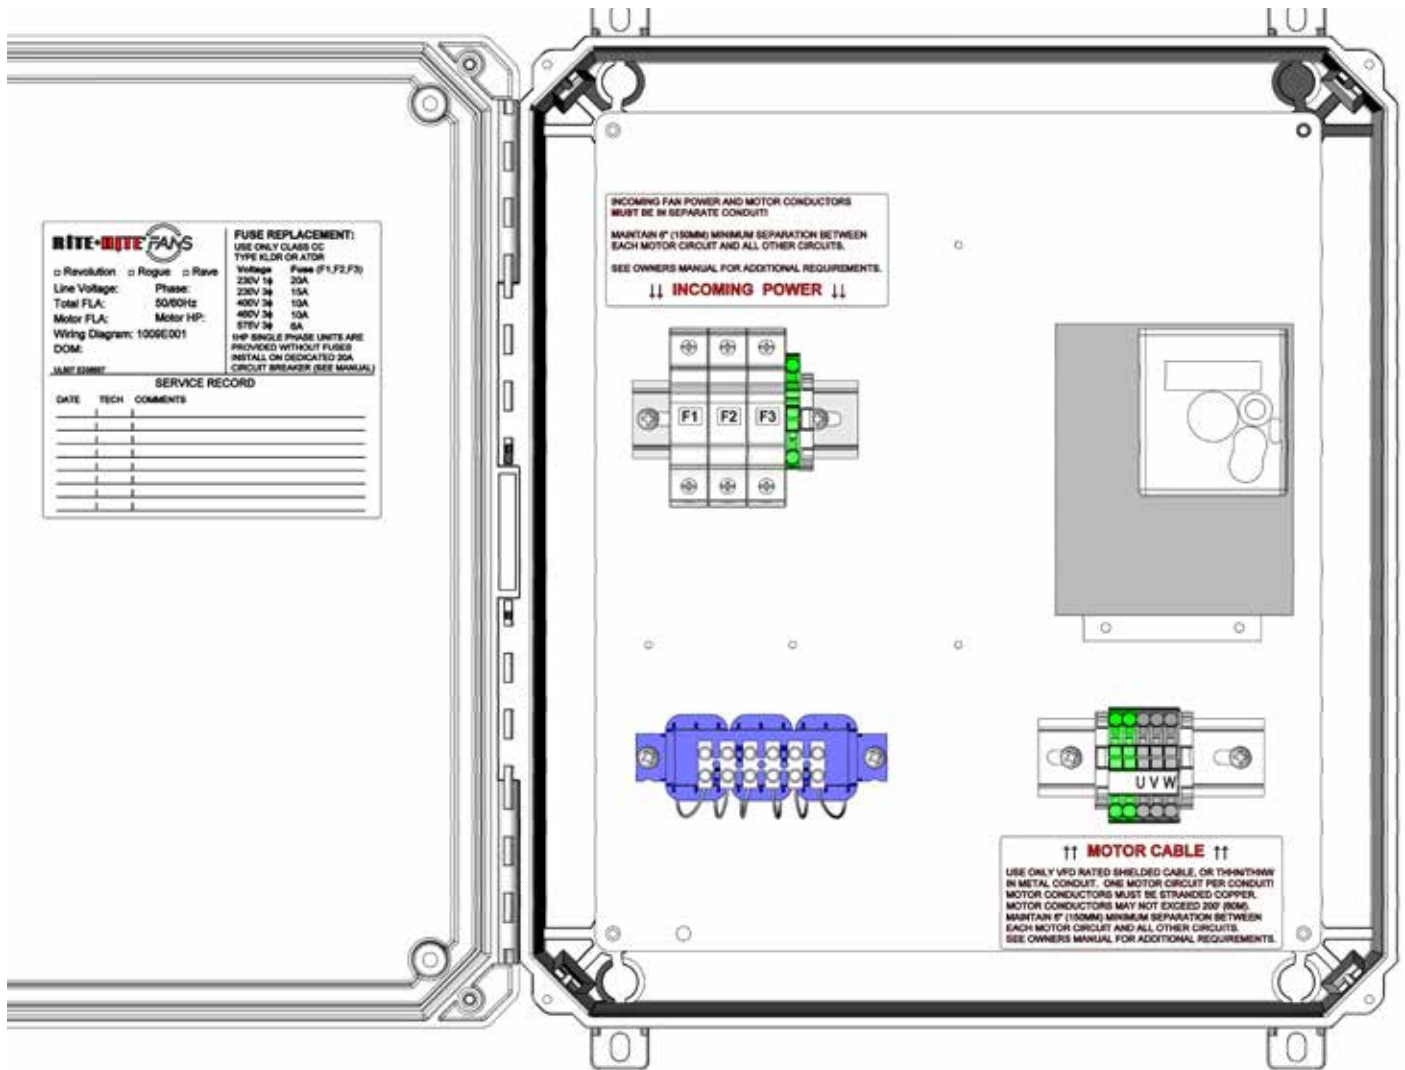 RITE•HITE FANS
□ Revolution □ Rogue □ Rave
Line Voltage: Phase:
Total FLA: 50/60Hz
Motor FLA: Motor HP:
Wiring Diagram: 1009E001
DOM:
FUSE REPLACEMENT:
USE ONLY CLASS CC
TYPE KLDR OR ATDR
Voltage Fuse (F1,F2,F3)
230V 1ϕ 20A
230V 3ϕ 15A
400V 3ϕ 10A
460V 3ϕ 10A
575V 3ϕ 6A
1HP SINGLE PHASE UNITS ARE
PROVIDED WITHOUT FUSES
INSTALL ON DEDICATED 20A
CIRCUIT BREAKER (SEE MANUAL)
SERVICE RECORD
DATE TECH COMMENTS
INCOMING FAN POWER AND MOTOR CONDUCTORS
MUST BE IN SEPARATE CONDUIT!
MAINTAIN 6" (150MM) MINIMUM SEPARATION BETWEEN
EACH MOTOR CIRCUIT AND ALL OTHER CIRCUITS.
SEE OWNERS MANUAL FOR ADDITIONAL REQUIREMENTS.
↓↓ INCOMING POWER ↓↓
F1 F2 F3
U V W
↑↑ MOTOR CABLE ↑↑
USE ONLY VFD RATED SHIELDED CABLE, OR THHN/THNW
IN METAL CONDUIT. ONE MOTOR CIRCUIT PER CONDUIT!
MOTOR CONDUCTORS MUST BE STRANDED COPPER.
MOTOR CONDUCTORS MAY NOT EXCEED 200' (60M).
MAINTAIN 6" (150MM) MINIMUM SEPARATION BETWEEN
EACH MOTOR CIRCUIT AND ALL OTHER CIRCUITS.
SEE OWNERS MANUAL FOR ADDITIONAL REQUIREMENTS.